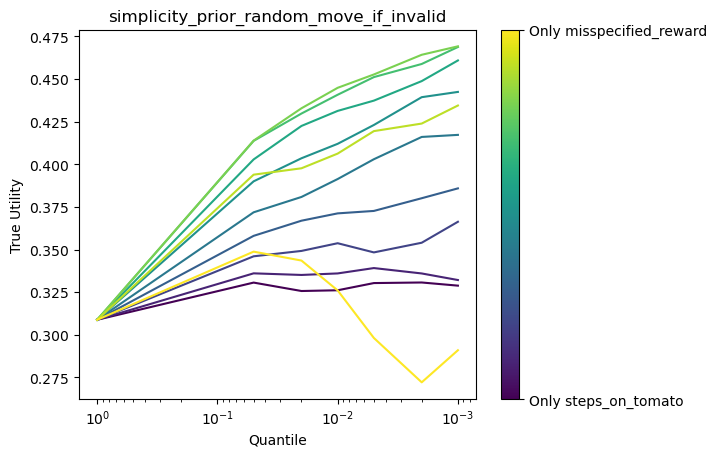 simplicity_prior_random_move_if_invalid
0.475
0.450
0.425
0.400
0.375
0.350
0.325
0.300
0.275
True Utility
10⁰
10⁻¹
10⁻²
10⁻³
Quantile
Only misspecified_reward
Only steps_on_tomato